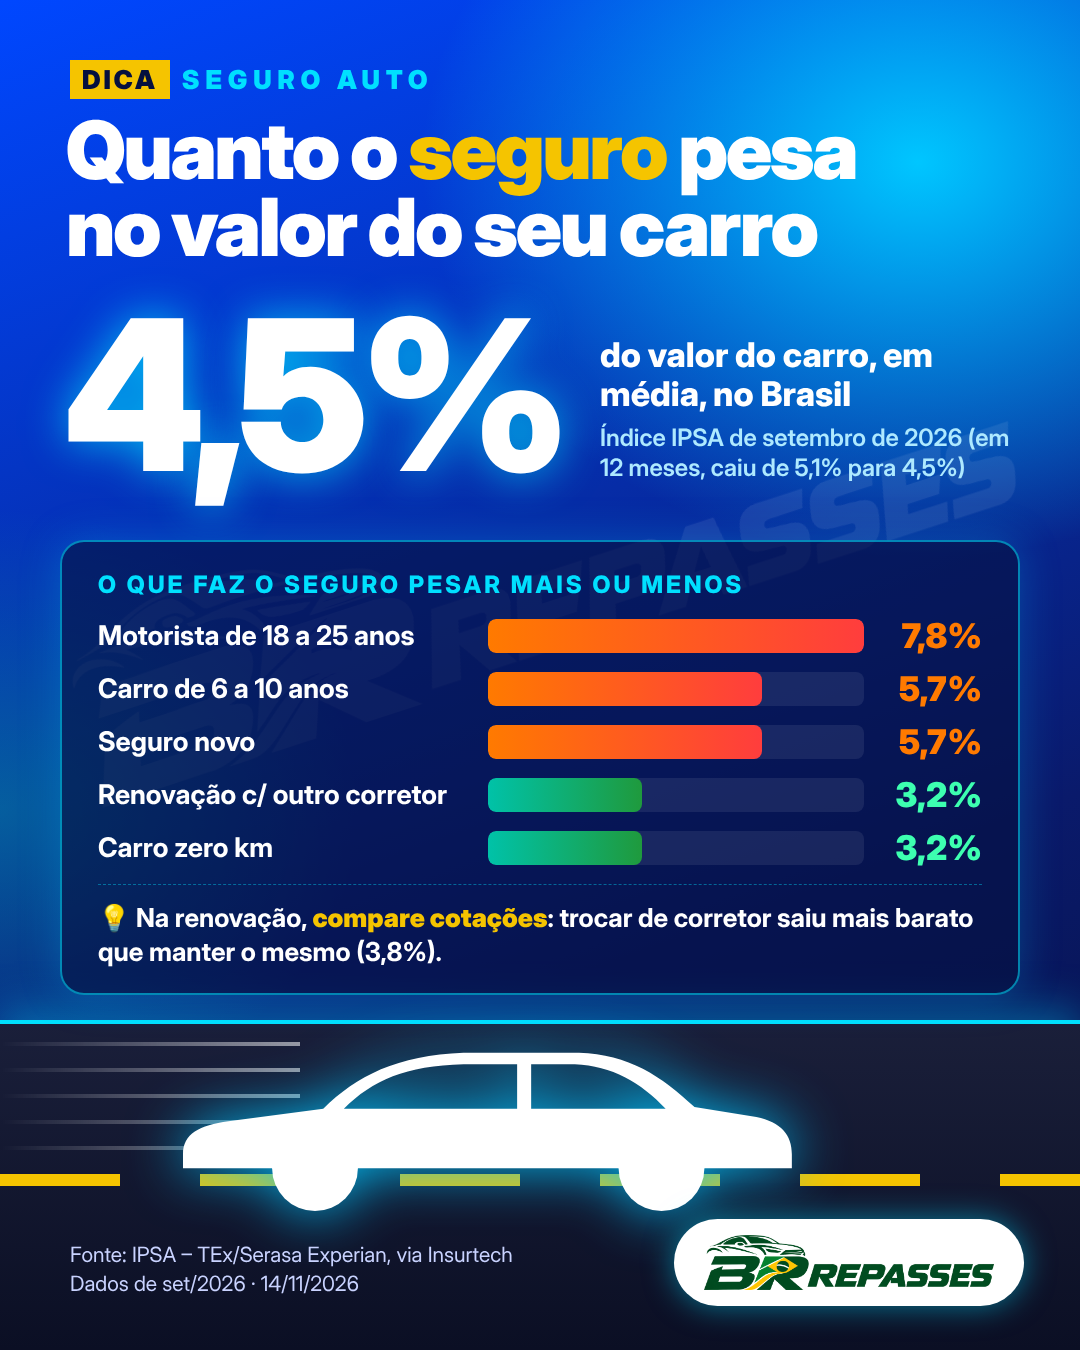 DICA SEGURO AUTO
Quanto o seguro pesa
no valor do seu carro
4,5%
do valor do carro, em
média, no Brasil
Índice IPSA de setembro de 2026 (em
12 meses, caiu de 5,1% para 4,5%)
BR REPASSES
O QUE FAZ O SEGURO PESAR MAIS OU MENOS
Motorista de 18 a 25 anos 7,8%
Carro de 6 a 10 anos 5,7%
Seguro novo 5,7%
Renovação c/ outro corretor 3,2%
Carro zero km 3,2%
💡 Na renovação, compare cotações: trocar de corretor saiu mais barato
que manter o mesmo (3,8%).
Fonte: IPSA – TEx/Serasa Experian, via Insurtech
Dados de set/2026 · 14/11/2026
BR REPASSES